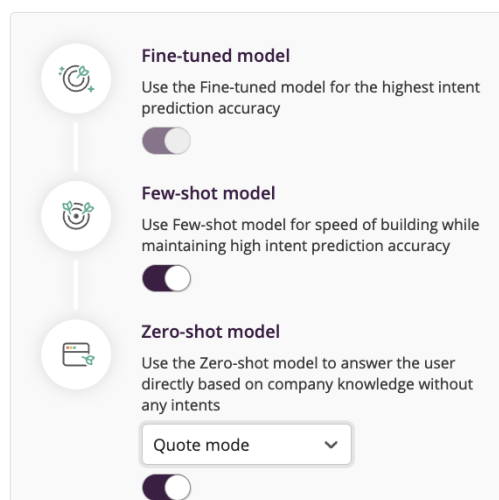 Fine-tuned model
Use the Fine-tuned model for the highest intent
prediction accuracy
Few-shot model
Use Few-shot model for speed of building while
maintaining high intent prediction accuracy
Zero-shot model
Use the Zero-shot model to answer the user
directly based on company knowledge without
any intents
Quote mode